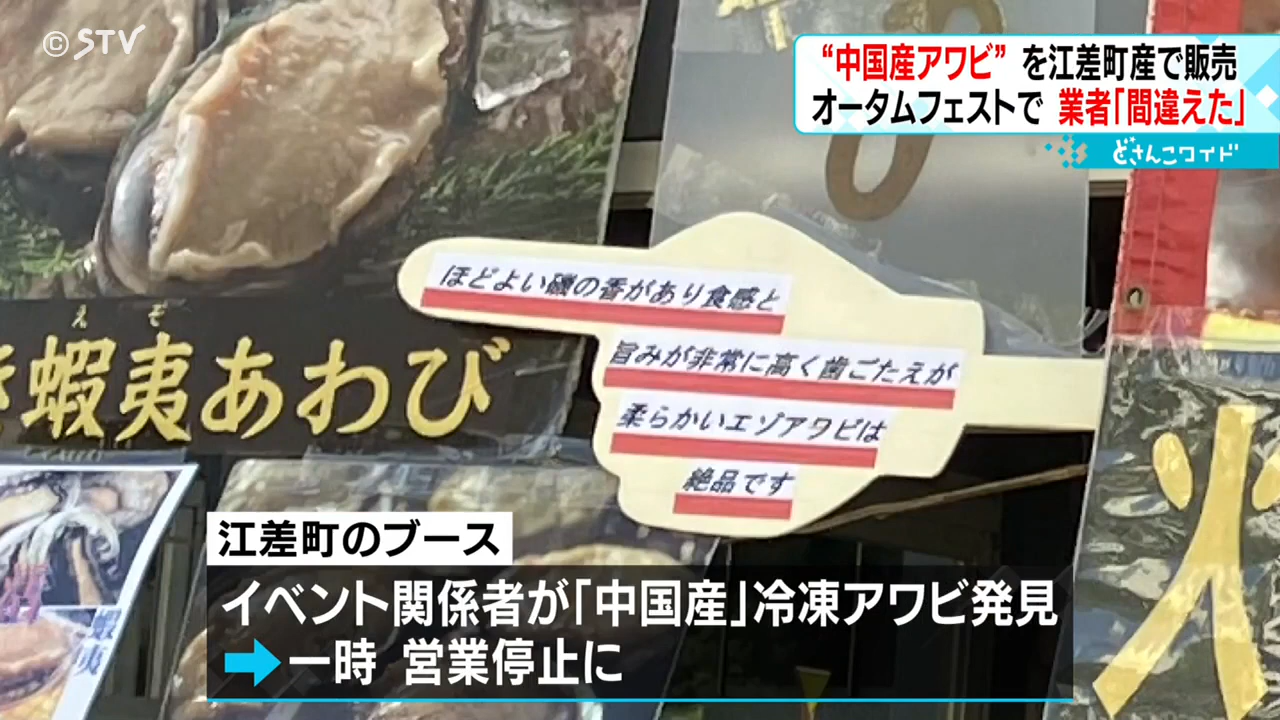 © STV
“中国産アワビ” を江差町産で販売
オータムフェストで 業者「間違えた」
どさんこワイド
ほどよい磯の香があり食感と
旨みが非常に高く歯ごたえが
柔らかいエゾアワビは
絶品です
えぞ
蝦夷あわび
蝦夷
江差町のブース
イベント関係者が「中国産」冷凍アワビ発見
➡一時 営業停止に